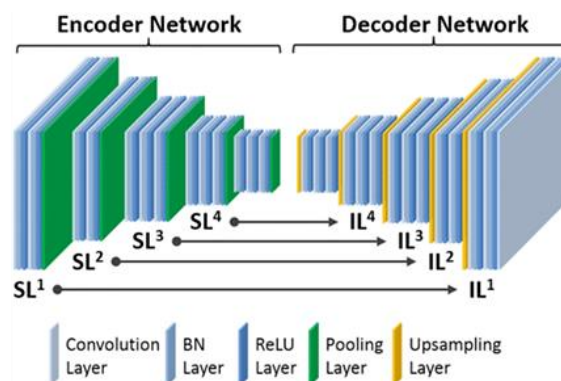 Encoder Network
Decoder Network
SL⁴
IL⁴
SL³
IL³
SL²
IL²
SL¹
IL¹
Convolution Layer
BN Layer
ReLU Layer
Pooling Layer
Upsampling Layer